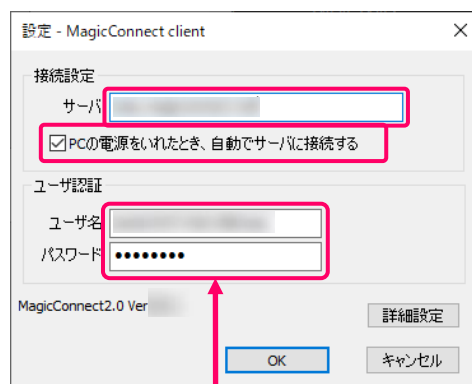 設定 - MagicConnect client
接続設定
サーバ
PCの電源をいれたとき、自動でサーバに接続する
ユーザ認証
ユーザ名
パスワード ●●●●●●●●
MagicConnect2.0 Ver
詳細設定
OK キャンセル